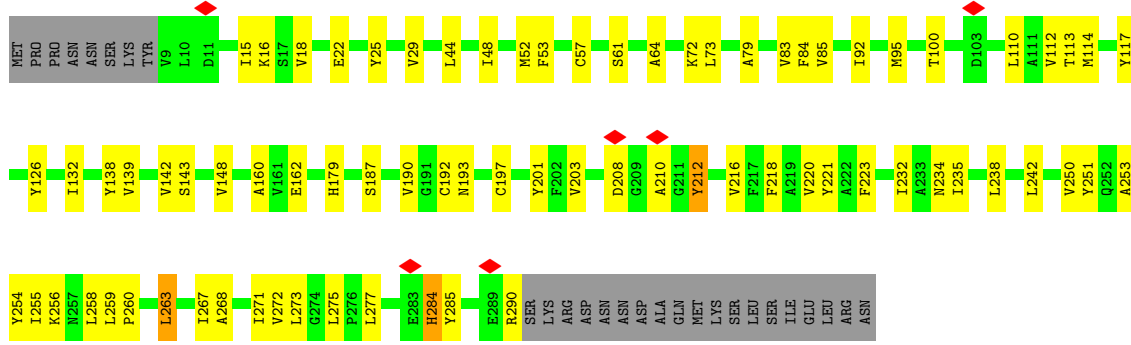 MET PRO PRO ASN ASN SER LYS TYR V9 L10 D11 I15 K16 S17 V18 E22 Y25 V29 L44 I48 M52 F53 C57 S61 A64 K72 L73 A79 V83 F84 V85 I92 M95 T100 D103 L110 A111 V112 T113 M114 Y117
Y126 I132 Y138 V139 V142 S143 V148 A160 V161 E162 H179 S187 V190 G191 C192 N193 C197 Y201 F202 V203 D208 G209 A210 G211 Y212 V216 F217 F218 A219 V220 Y221 A222 F223 I232 A233 N234 I235 L238 L242 V250 Y251 Q252 A253
Y254 I255 K256 N257 L258 L259 P260 L263 I267 A268 I271 V272 L273 G274 L275 P276 L277 E283 H284 Y285 E289 R290 SER LYS ARG ASP ASN ASN ASP ALA GLN MET LYS SER LEU SER ILE GLU LEU ARG ASN